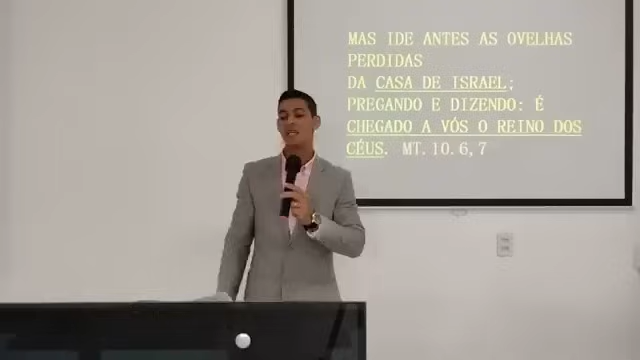 MAS IDE ANTES AS OVELHAS
PERDIDAS
DA CASA DE ISRAEL;
PREGANDO E DIZENDO: É
CHEGADO A VÓS O REINO DOS
CÉUS. MT.10.6,7